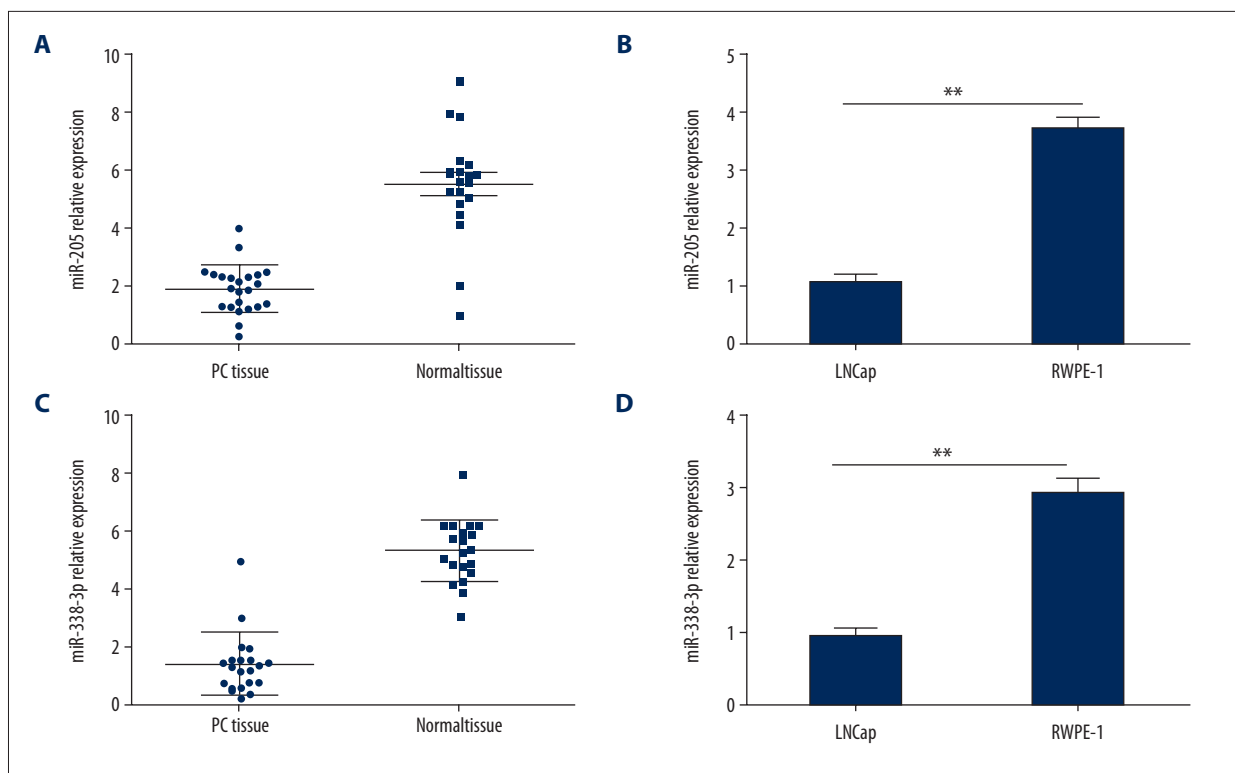 A
miR-205 relative expression
10
8
6
4
2
0
PC tissue
Normaltissue
B
miR-205 relative expression
5
4
3
2
1
0
**
LNCap
RWPE-1
C
miR-338-3p relative expression
10
8
6
4
2
0
PC tissue
Normaltissue
D
miR-338-3p relative expression
4
3
2
1
0
**
LNCap
RWPE-1